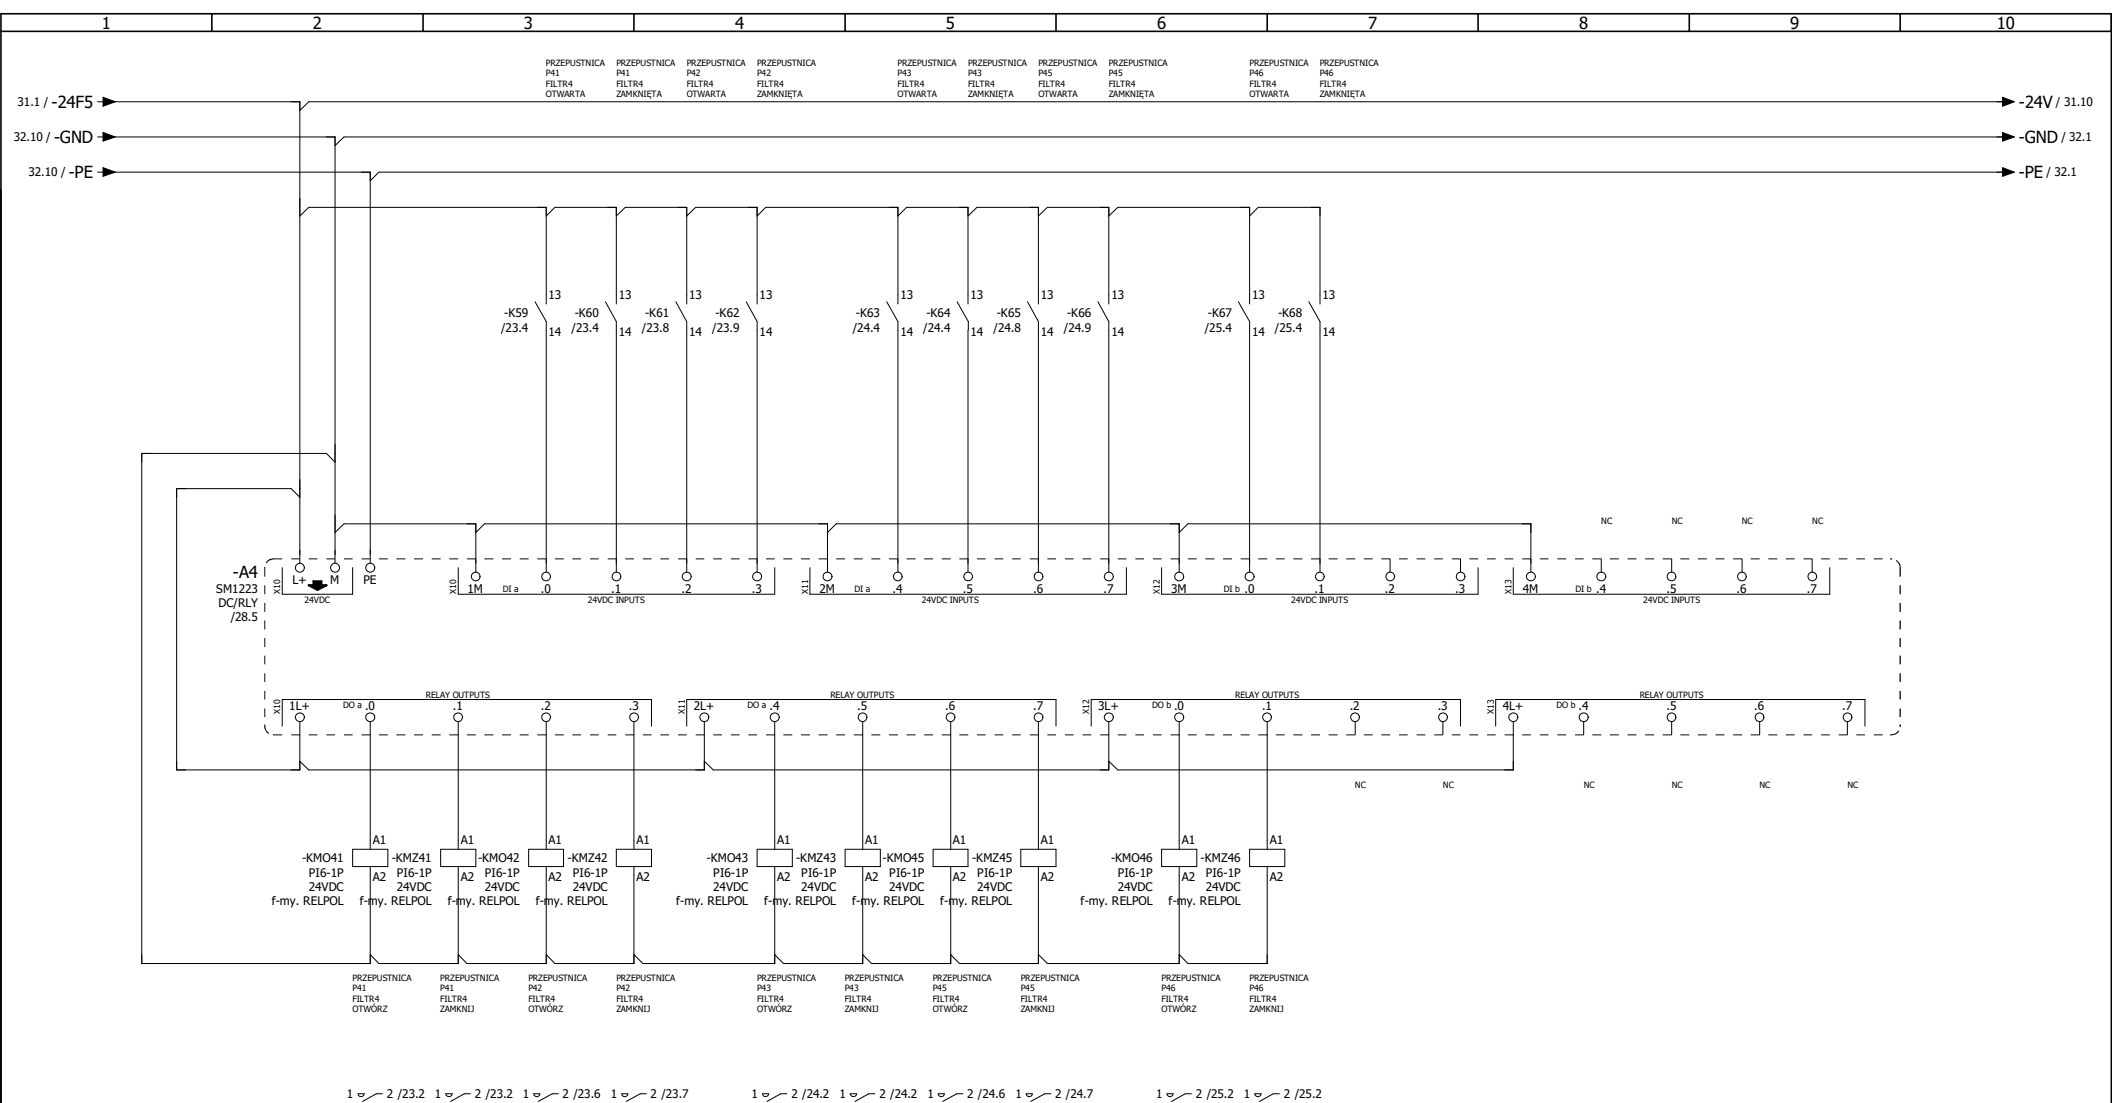 1 2 3 4 5 6 7 8 9 10
PRZEPUSTNICA PRZEPUSTNICA PRZEPUSTNICA PRZEPUSTNICA PRZEPUSTNICA PRZEPUSTNICA PRZEPUSTNICA PRZEPUSTNICA PRZEPUSTNICA PRZEPUSTNICA
P41 P41 P42 P42 P43 P43 P45 P45 P46 P46
FILTR4 FILTR4 FILTR4 FILTR4 FILTR4 FILTR4 FILTR4 FILTR4 FILTR4 FILTR4
OTWARTA ZAMKNIĘTA OTWARTA ZAMKNIĘTA OTWARTA ZAMKNIĘTA OTWARTA ZAMKNIĘTA OTWARTA ZAMKNIĘTA
31.1 / -24F5 -24V / 31.10
32.10 / -GND -GND / 32.1
32.10 / -PE -PE / 32.1
13 13 13 13 13 13 13 13 13 13
-K59 -K60 -K61 -K62 -K63 -K64 -K65 -K66 -K67 -K68
/23.4 /23.4 /23.8 /23.9 /24.4 /24.4 /24.8 /24.9 /25.4 /25.4
14 14 14 14 14 14 14 14 14 14
NC NC NC NC
-A4
SM1223
DC/RLY
/28.5
X10 L+ M PE X10 1M DI a .0 .1 .2 .3 X11 2M DI a .4 .5 .6 .7 X12 3M DI b .0 .1 .2 .3 X13 4M DI b .4 .5 .6 .7
24VDC 24VDC INPUTS 24VDC INPUTS 24VDC INPUTS 24VDC INPUTS
RELAY OUTPUTS RELAY OUTPUTS RELAY OUTPUTS RELAY OUTPUTS
X10 1L+ DO a .0 .1 .2 .3 X11 2L+ DO a .4 .5 .6 .7 X12 3L+ DO b .0 .1 .2 .3 X13 4L+ DO b .4 .5 .6 .7
NC NC NC NC NC NC
A1 A1 A1 A1 A1 A1 A1 A1 A1 A1
-KMO41 -KMZ41 -KMO42 -KMZ42 -KMO43 -KMZ43 -KMO45 -KMZ45 -KMO46 -KMZ46
PI6-1P PI6-1P PI6-1P PI6-1P PI6-1P PI6-1P PI6-1P PI6-1P PI6-1P PI6-1P
A2 A2 A2 A2 A2 A2 A2 A2 A2 A2
24VDC 24VDC 24VDC 24VDC 24VDC 24VDC 24VDC 24VDC 24VDC 24VDC
f-my. RELPOL f-my. RELPOL f-my. RELPOL f-my. RELPOL f-my. RELPOL f-my. RELPOL f-my. RELPOL f-my. RELPOL f-my. RELPOL f-my. RELPOL
PRZEPUSTNICA PRZEPUSTNICA PRZEPUSTNICA PRZEPUSTNICA PRZEPUSTNICA PRZEPUSTNICA PRZEPUSTNICA PRZEPUSTNICA PRZEPUSTNICA PRZEPUSTNICA
P41 P41 P42 P42 P43 P43 P45 P45 P46 P46
FILTR4 FILTR4 FILTR4 FILTR4 FILTR4 FILTR4 FILTR4 FILTR4 FILTR4 FILTR4
OTWÓRZ ZAMKNIJ OTWÓRZ ZAMKNIJ OTWÓRZ ZAMKNIJ OTWÓRZ ZAMKNIJ OTWÓRZ ZAMKNIJ
1 2 /23.2 1 2 /23.2 1 2 /23.6 1 2 /23.7 1 2 /24.2 1 2 /24.2 1 2 /24.6 1 2 /24.7 1 2 /25.2 1 2 /25.2